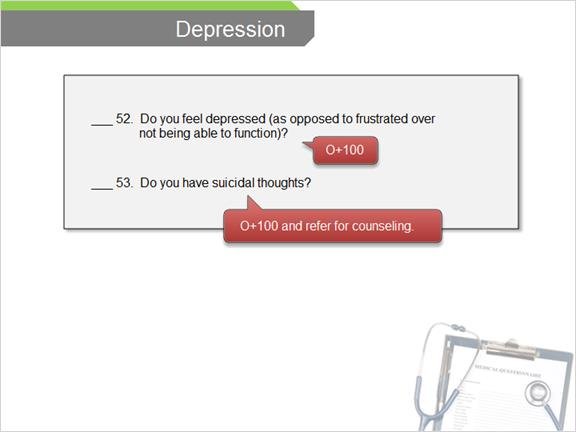 Depression
___ 52. Do you feel depressed (as opposed to frustrated over
not being able to function)?
O+100
___ 53. Do you have suicidal thoughts?
O+100 and refer for counseling.
MEDICAL QUESTIONNAIRE